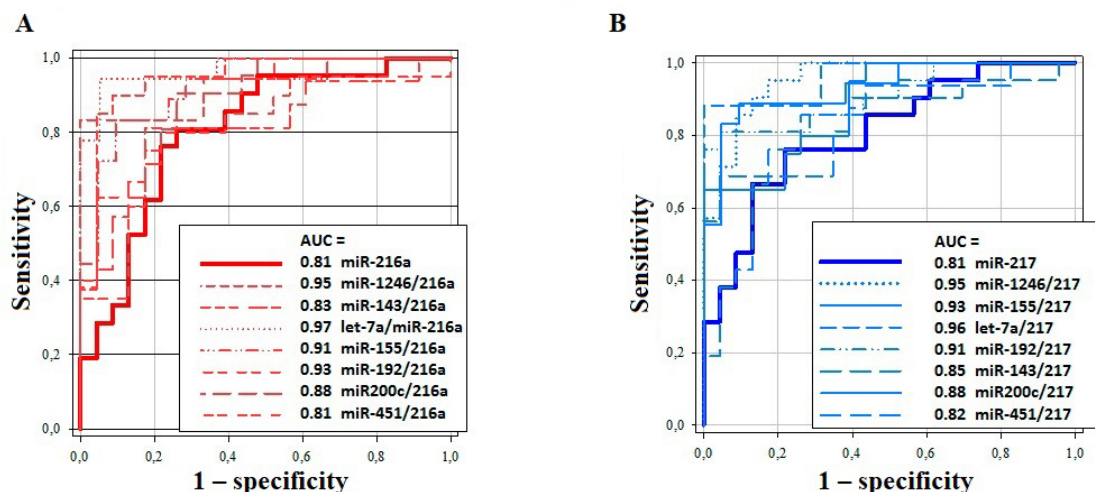 A
Sensitivity
1,0
0,8
0,6
0,4
0,2
0,0
AUC =
0.81 miR-216a
0.95 miR-1246/216a
0.83 miR-143/216a
0.97 let-7a/miR-216a
0.91 miR-155/216a
0.93 miR-192/216a
0.88 miR200c/216a
0.81 miR-451/216a
0,0 0,2 0,4 0,6 0,8 1,0
1 – specificity
B
Sensitivity
1,0
0,8
0,6
0,4
0,2
0,0
AUC =
0.81 miR-217
0.95 miR-1246/217
0.93 miR-155/217
0.96 let-7a/217
0.91 miR-192/217
0.85 miR-143/217
0.88 miR200c/217
0.82 miR-451/217
0,0 0,2 0,4 0,6 0,8 1,0
1 – specificity